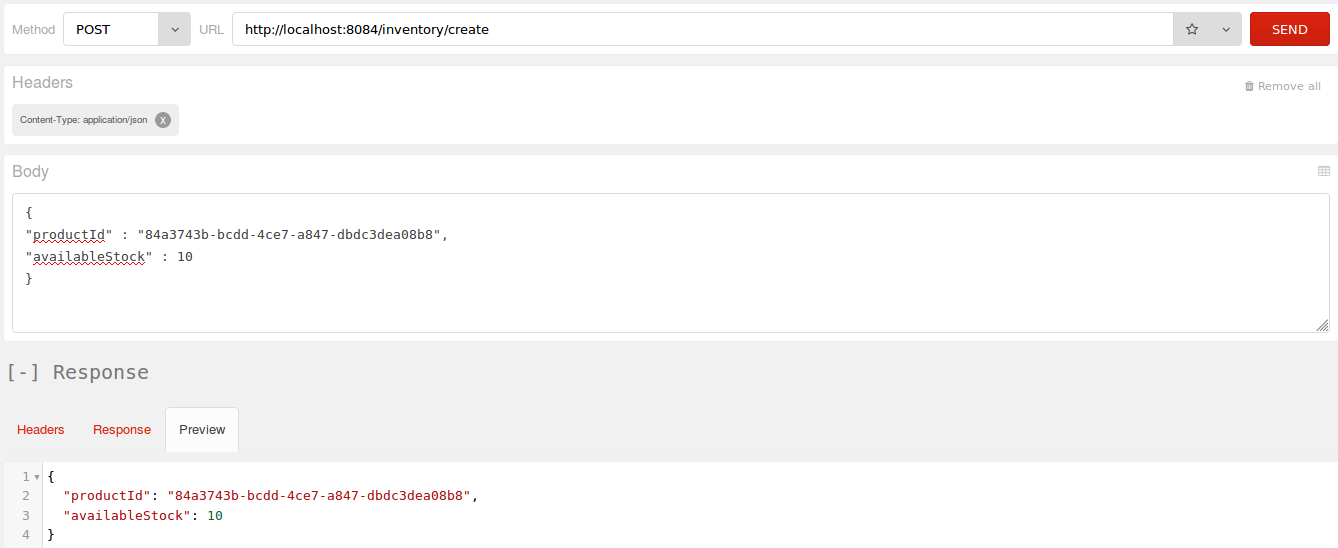 Method POST URL http://localhost:8084/inventory/create SEND
Headers Remove all
Content-Type: application/json x
Body
{
"productId" : "84a3743b-bcdd-4ce7-a847-dbdc3dea08b8",
"availableStock" : 10
}
[-] Response
Headers Response Preview
1 {
2 "productId": "84a3743b-bcdd-4ce7-a847-dbdc3dea08b8",
3 "availableStock": 10
4 }